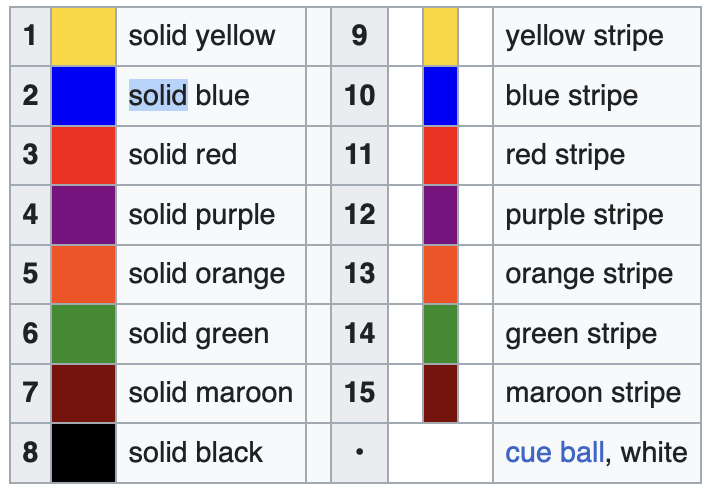 1 solid yellow 9 yellow stripe
2 solid blue 10 blue stripe
3 solid red 11 red stripe
4 solid purple 12 purple stripe
5 solid orange 13 orange stripe
6 solid green 14 green stripe
7 solid maroon 15 maroon stripe
8 solid black • cue ball, white